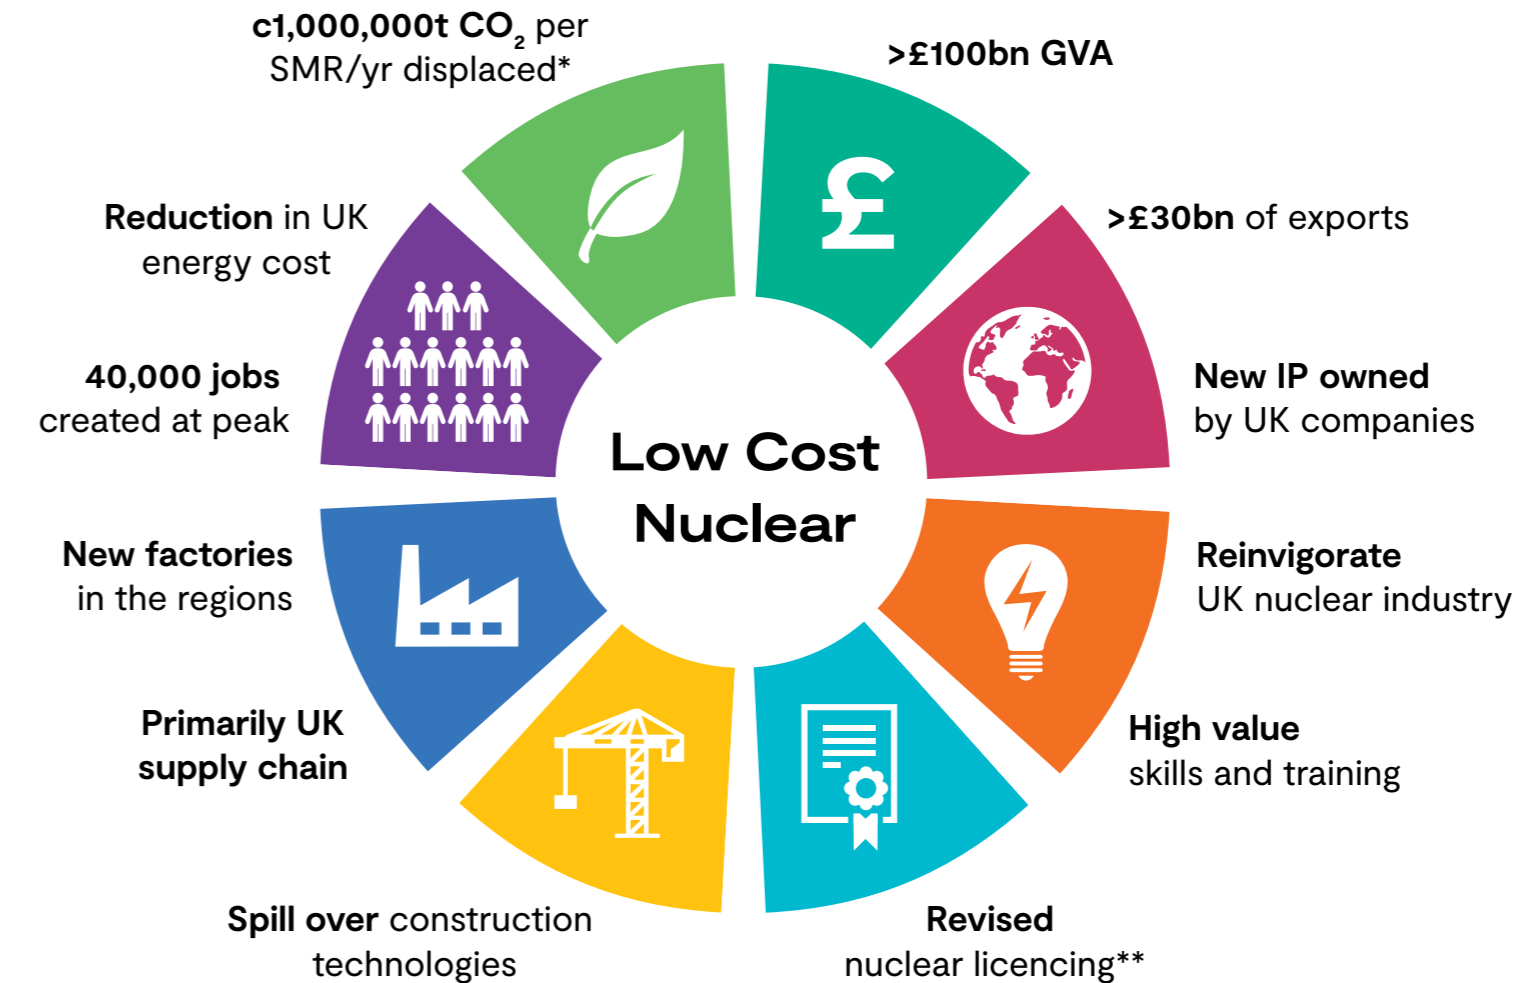 c1,000,000t CO₂ per
SMR/yr displaced*
>£100bn GVA
>£30bn of exports
New IP owned
by UK companies
Reinvigorate
UK nuclear industry
High value
skills and training
Revised
nuclear licencing**
Spill over construction
technologies
Primarily UK
supply chain
New factories
in the regions
40,000 jobs
created at peak
Reduction in UK
energy cost
£
Low Cost
Nuclear